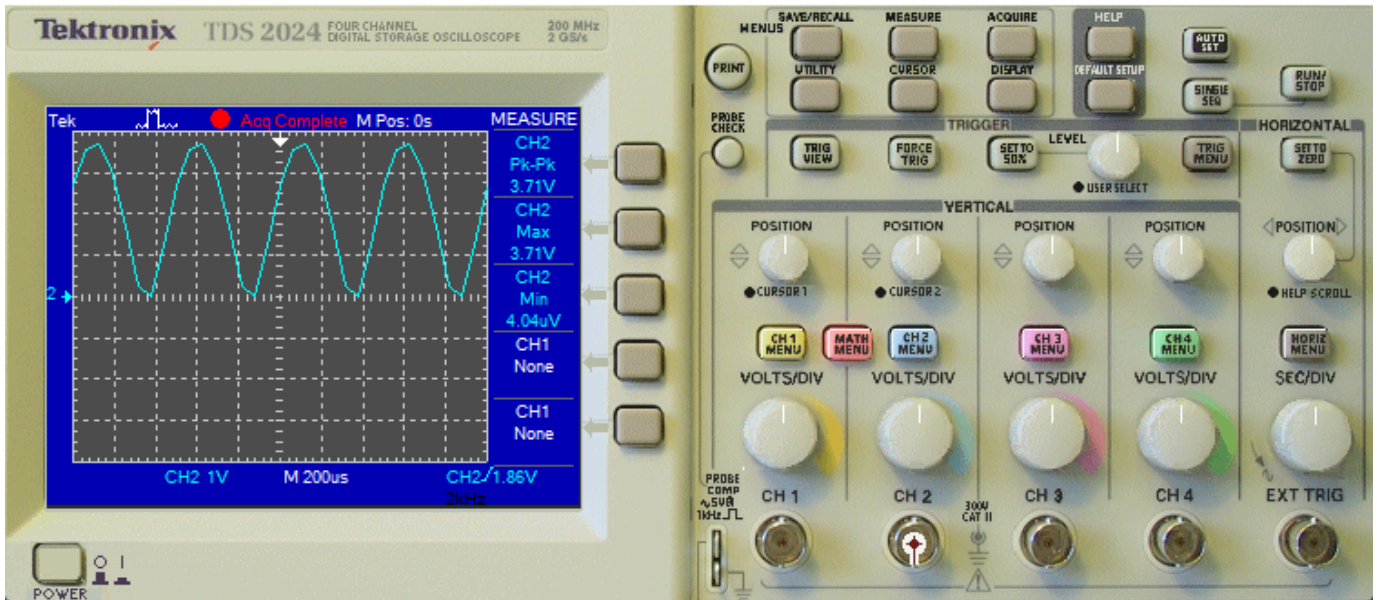 Tektronix TDS 2024 FOUR CHANNEL DIGITAL STORAGE OSCILLOSCOPE 200 MHz 2 GS/s
Tek Acq Complete M Pos: 0s MEASURE
CH2
Pk-Pk
3.71V
CH2
Max
3.71V
CH2
Min
4.04uV
CH1
None
CH1
None
2
CH2 1V M 200us CH2 1.86V
2kHz
POWER
MENUS
SAVE/RECALL MEASURE ACQUIRE HELP
AUTO SET
PRINT
UTILITY CURSOR DISPLAY DEFAULT SETUP
SINGLE SEQ
RUN/STOP
PROBE CHECK
TRIGGER HORIZONTAL
TRIG VIEW
FORCE TRIG
SET TO 50%
LEVEL
TRIG MENU
SET TO ZERO
USER SELECT
VERTICAL
POSITION POSITION POSITION POSITION POSITION
CURSOR 1 CURSOR 2 HELP SCROLL
CH 1 MENU
MATH MENU
CH 2 MENU
CH 3 MENU
CH 4 MENU
HORIZ MENU
VOLTS/DIV VOLTS/DIV VOLTS/DIV VOLTS/DIV SEC/DIV
PROBE COMP
~5V@
1kHz
CH 1 CH 2 CH 3 CH 4 EXT TRIG
300V
CAT II